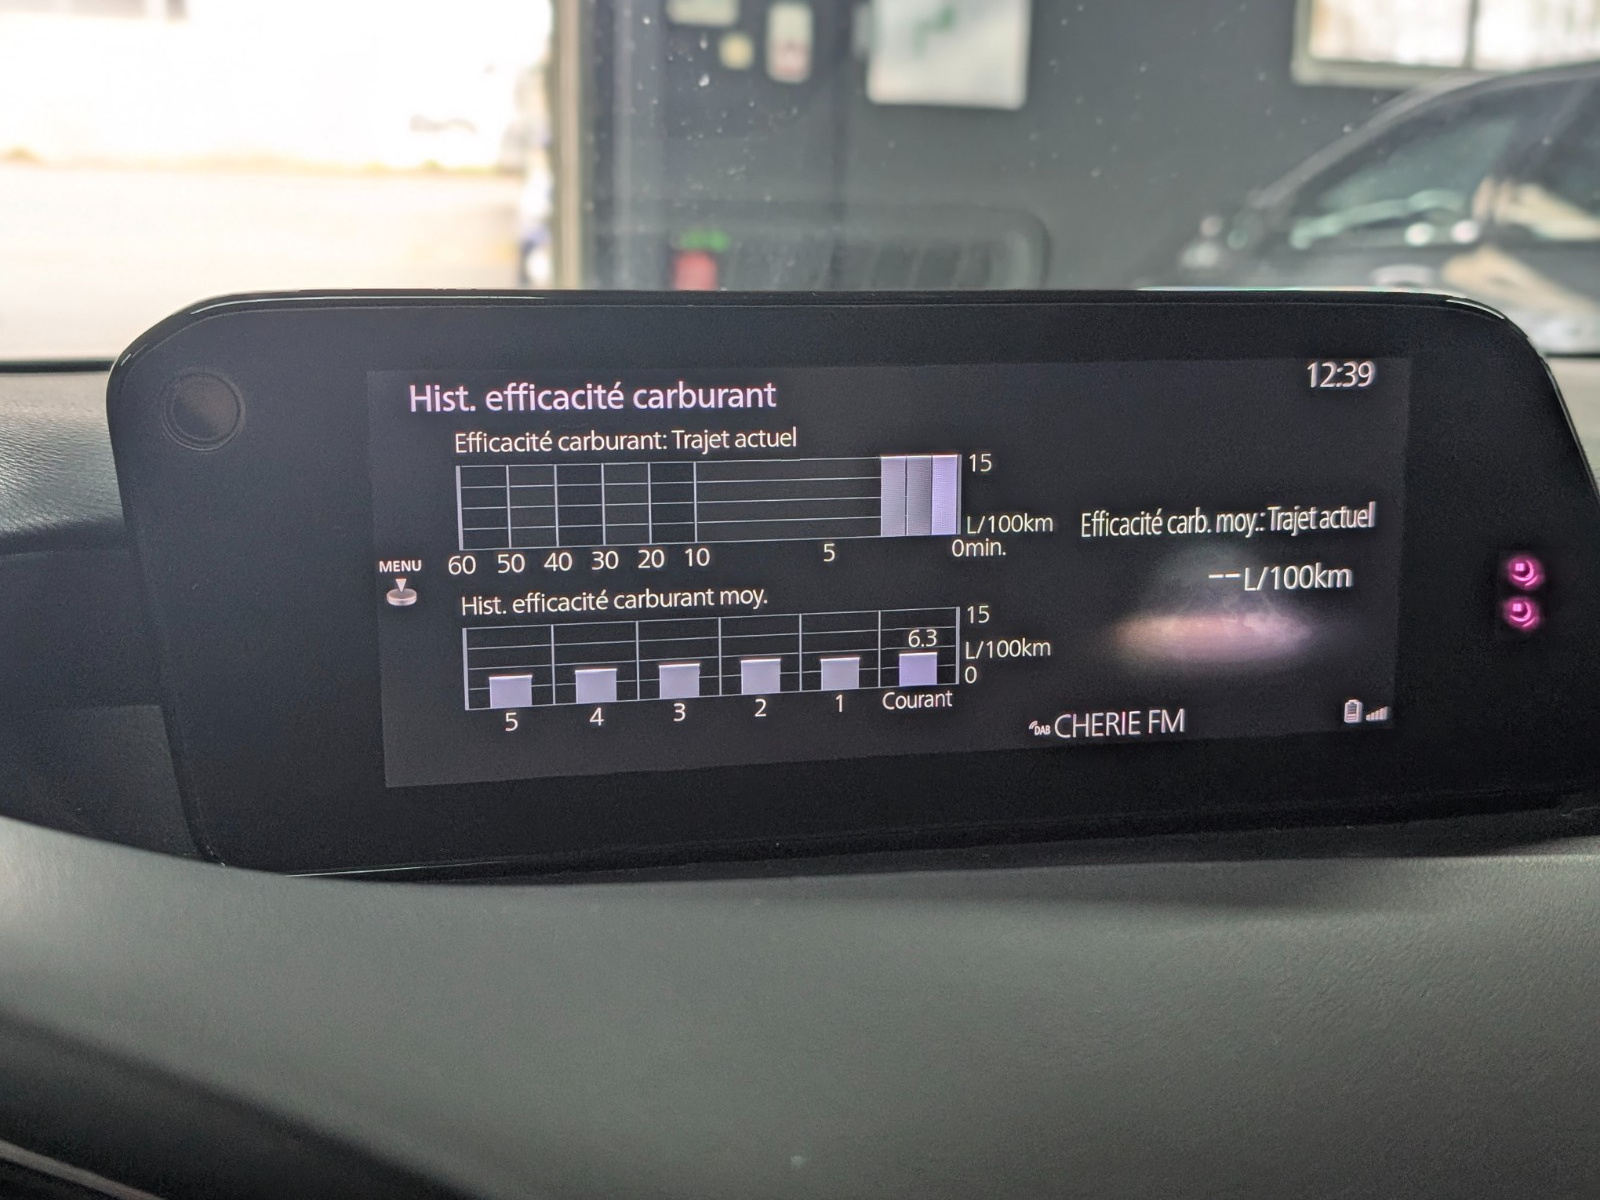 12:39
Hist. efficacité carburant
Efficacité carburant: Trajet actuel
15
L/100km
60 50 40 30 20 10 5 0min.
Efficacité carb. moy.: Trajet actuel
--L/100km
MENU
Hist. efficacité carburant moy.
15
6.3
L/100km
0
5 4 3 2 1 Courant
DAB CHERIE FM